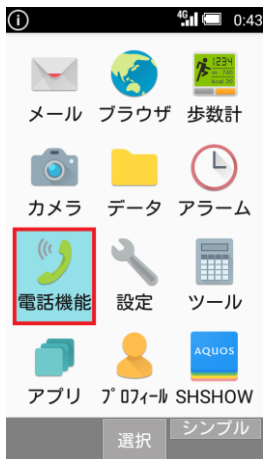 4G 0:43
1234
メール ブラウザ 歩数計
カメラ データ アラーム
電話機能 設定 ツール
AQUOS
アプリ プロフィール SHSHOW
選択 シンプル